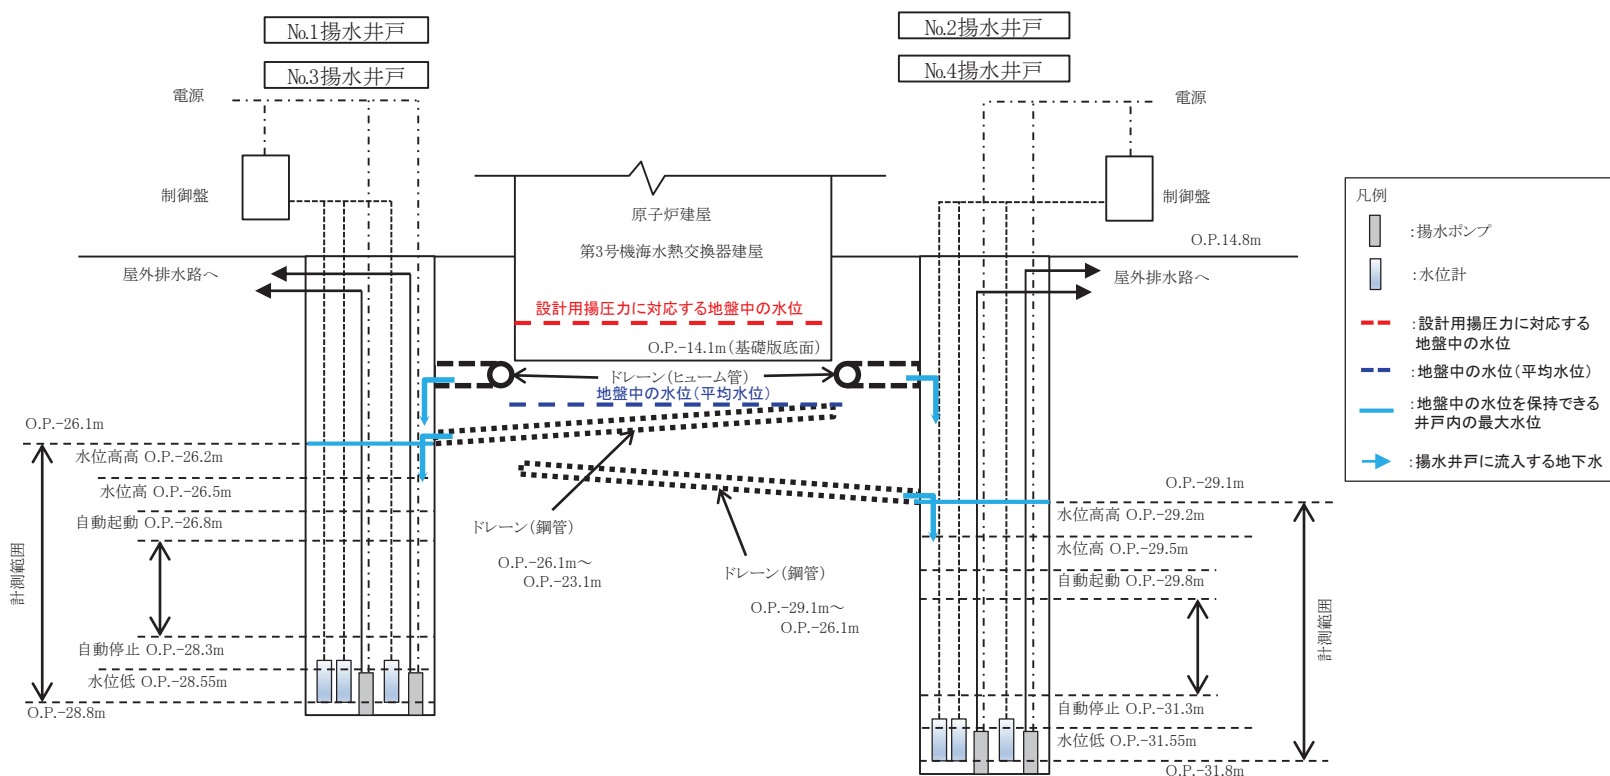 №1揚水井戸
№3揚水井戸
№2揚水井戸
№4揚水井戸
電源
制御盤
屋外排水路へ
原子炉建屋
第3号機海水熱交換器建屋
設計用揚圧力に対応する地盤中の水位
O.P.-14.1m(基礎版底面)
ドレーン(ヒューム管)
地盤中の水位(平均水位)
電源
制御盤
O.P.14.8m
屋外排水路へ
O.P.-26.1m
水位高高 O.P.-26.2m
水位高 O.P.-26.5m
自動起動 O.P.-26.8m
計測範囲
自動停止 O.P.-28.3m
水位低 O.P.-28.55m
O.P.-28.8m
ドレーン(鋼管)
O.P.-26.1m~
O.P.-23.1m
ドレーン(鋼管)
O.P.-29.1m~
O.P.-26.1m
O.P.-29.1m
水位高高 O.P.-29.2m
水位高 O.P.-29.5m
自動起動 O.P.-29.8m
計測範囲
自動停止 O.P.-31.3m
水位低 O.P.-31.55m
O.P.-31.8m
凡例
:揚水ポンプ
:水位計
:設計用揚圧力に対応する
地盤中の水位
:地盤中の水位(平均水位)
:地盤中の水位を保持できる
井戸内の最大水位
:揚水井戸に流入する地下水